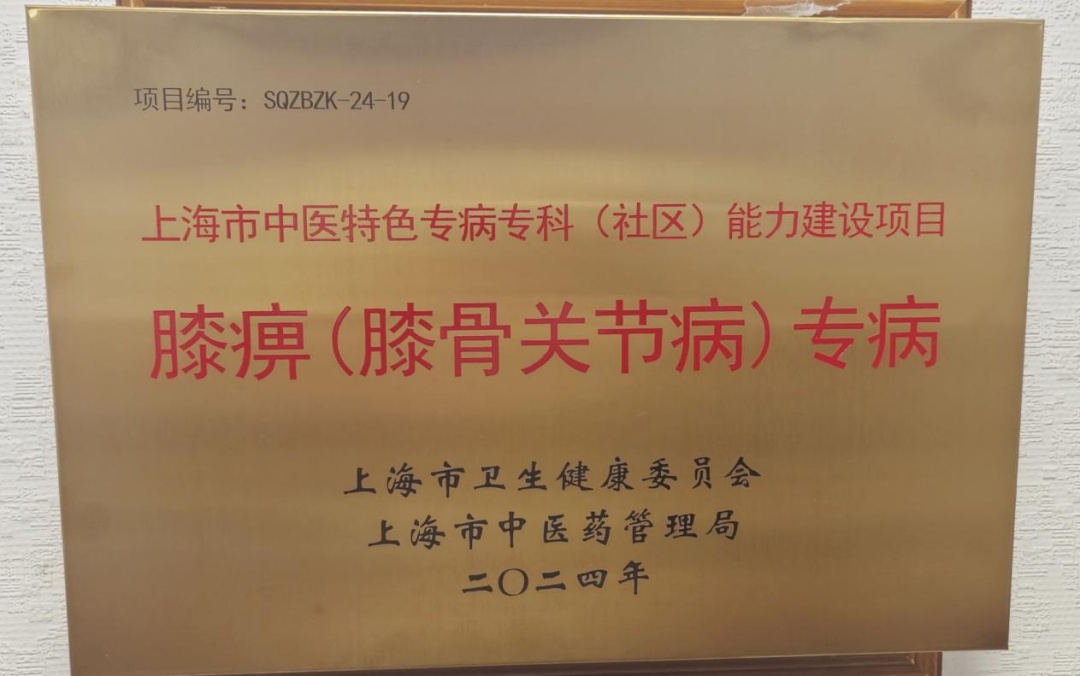 项目编号：SQZBZK-24-19
上海市中医特色专病专科（社区）能力建设项目
膝痹(膝骨关节病)专病
上海市卫生健康委员会
上海市中医药管理局
二〇二四年